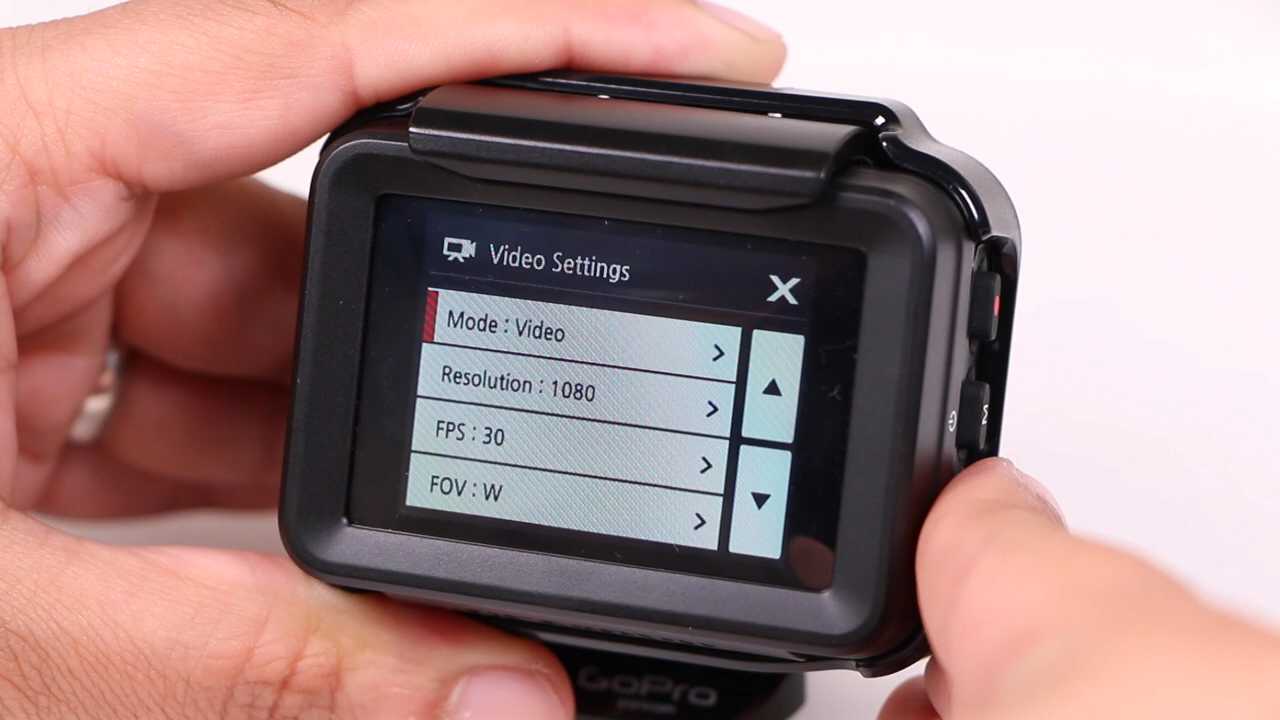 Video Settings
X
Mode : Video
Resolution : 1080
FPS : 30
FOV : W
M
GoPro